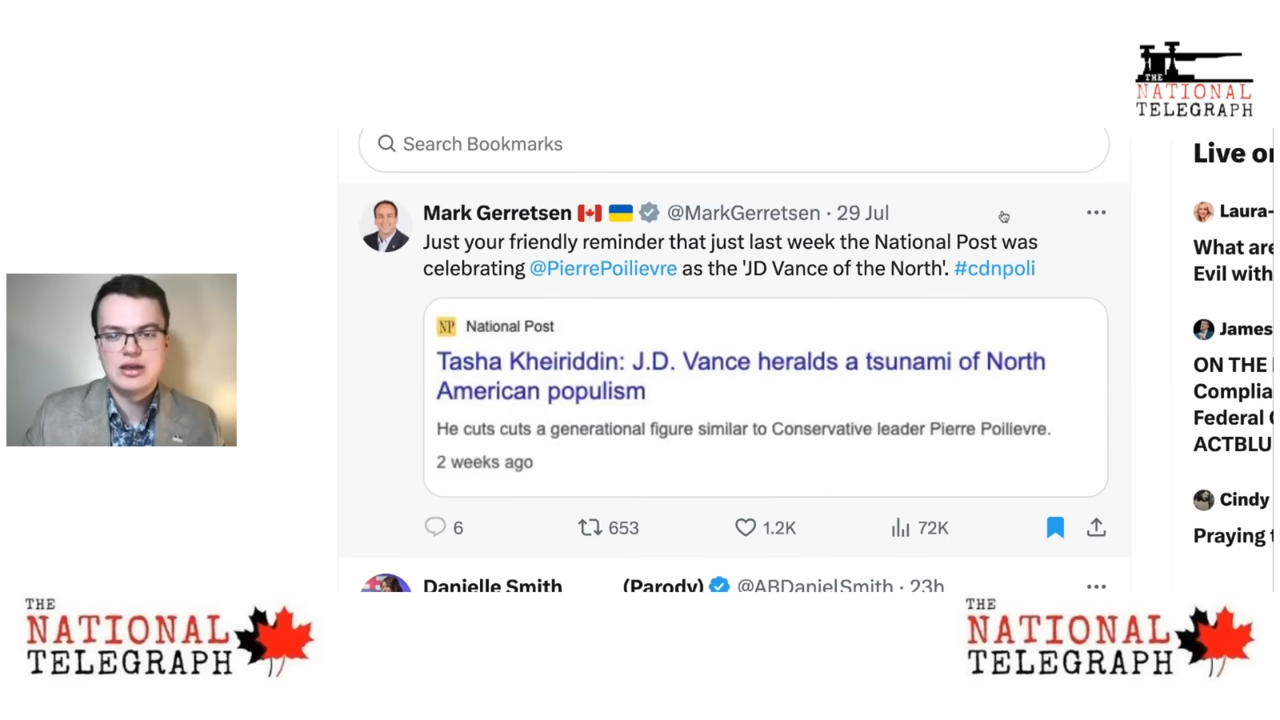 THE
NATIONAL
TELEGRAPH
Search Bookmarks
Live o
Mark Gerretsen @MarkGerretsen · 29 Jul
Just your friendly reminder that just last week the National Post was
celebrating @PierrePoilievre as the 'JD Vance of the North'. #cdnpoli
NP National Post
Tasha Kheiriddin: J.D. Vance heralds a tsunami of North
American populism
He cuts cuts a generational figure similar to Conservative leader Pierre Poilievre.
2 weeks ago
6 653 1.2K 72K
Danielle Smith (Parody) @ABDanielSmith · 23h
Laura-
What are
Evil with
James
ON THE
Complia
Federal
ACTBLU
Cindy
Praying
THE
NATIONAL
TELEGRAPH
THE
NATIONAL
TELEGRAPH